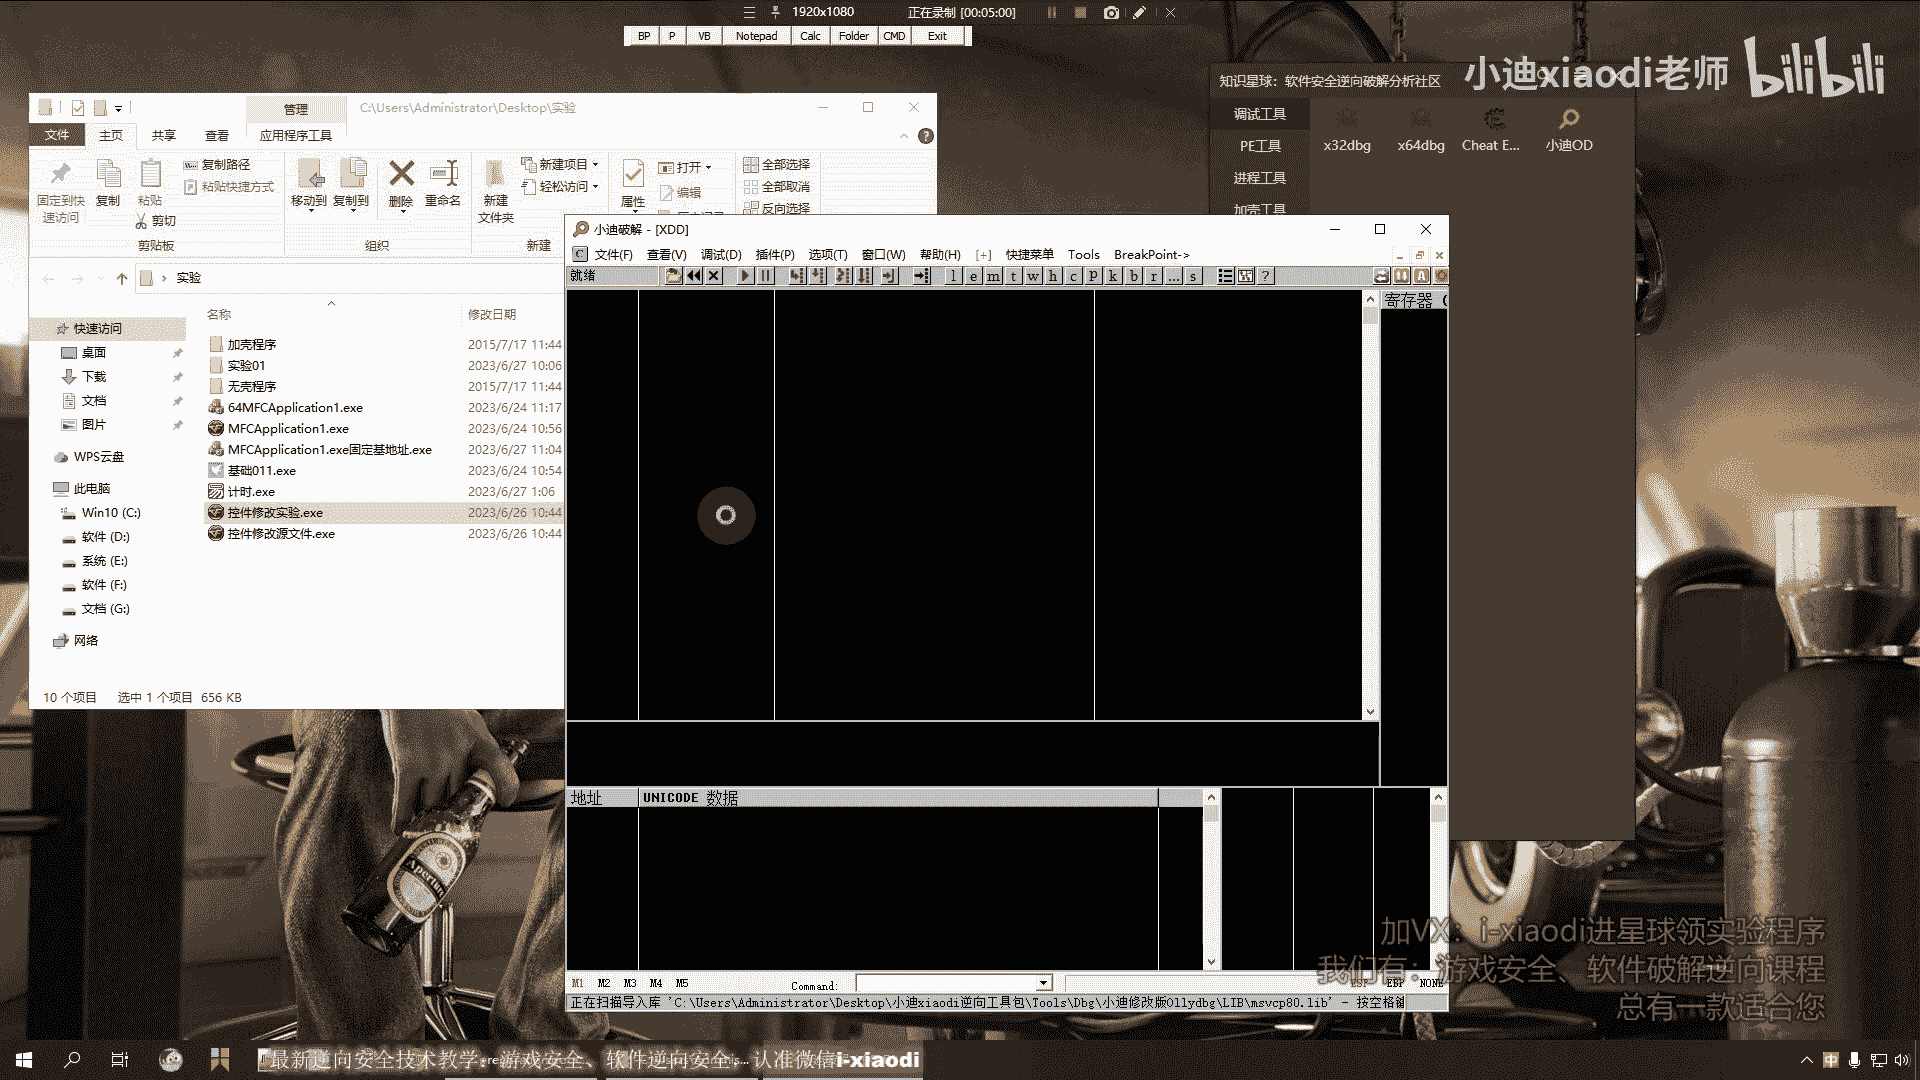 1920x1080 正在录制 [00:05:00]
BP P VB Notepad Calc Folder CMD Exit
小迪xiaodi老师 bilibili
知识星球：软件安全逆向破解分析社区
调试工具
PE工具
进程工具
加壳工具
x32dbg x64dbg Cheat E... 小迪OD
管理 C:\Users\Administrator\Desktop\实验
文件 主页 共享 查看 应用程序工具
固定到快速访问
复制
粘贴
复制路径
粘贴快捷方式
剪切
剪贴板
移动到 复制到 删除 重命名
组织
新建文件夹
新建项目
轻松访问
新建
属性
打开
编辑
全部选择
全部取消
反向选择
实验
名称 修改日期
快速访问
桌面
下载
文档
图片
WPS云盘
此电脑
Win10 (C:)
软件 (D:)
系统 (E:)
软件 (F:)
文档 (G:)
网络
加壳程序 2015/7/17 11:44
实验01 2023/6/27 10:06
无壳程序 2015/7/17 11:44
64MFCApplication1.exe 2023/6/24 11:17
MFCApplication1.exe 2023/6/24 10:56
MFCApplication1.exe固定基地址.exe 2023/6/27 11:04
基础011.exe 2023/6/24 10:54
计时.exe 2023/6/27 1:06
控件修改实验.exe 2023/6/26 10:44
控件修改源文件.exe 2023/6/26 10:44
10 个项目 选中 1 个项目 656 KB
小迪破解 - [XDD]
C 文件(F) 查看(V) 调试(D) 插件(P) 选项(T) 窗口(W) 帮助(H) [+] 快捷菜单 Tools BreakPoint->
就绪 l e m t w h c p k b r ... s ?
寄存器 (
地址 UNICODE 数据
M1 M2 M3 M4 M5 Command: ESP EBP NONE
正在扫描导入库 'C:\Users\Administrator\Desktop\小迪xiaodi逆向工具包\Tools\Dbg\小迪修改版Ollydbg\LIB\msvcp80.lib' - 按空格键
加VX：i-xiaodi进星球领实验程序
我们有：游戏安全、软件破解逆向课程
总有一款适合您
最新逆向安全技术教学，游戏安全、软件逆向安全，认准微信i-xiaodi
中